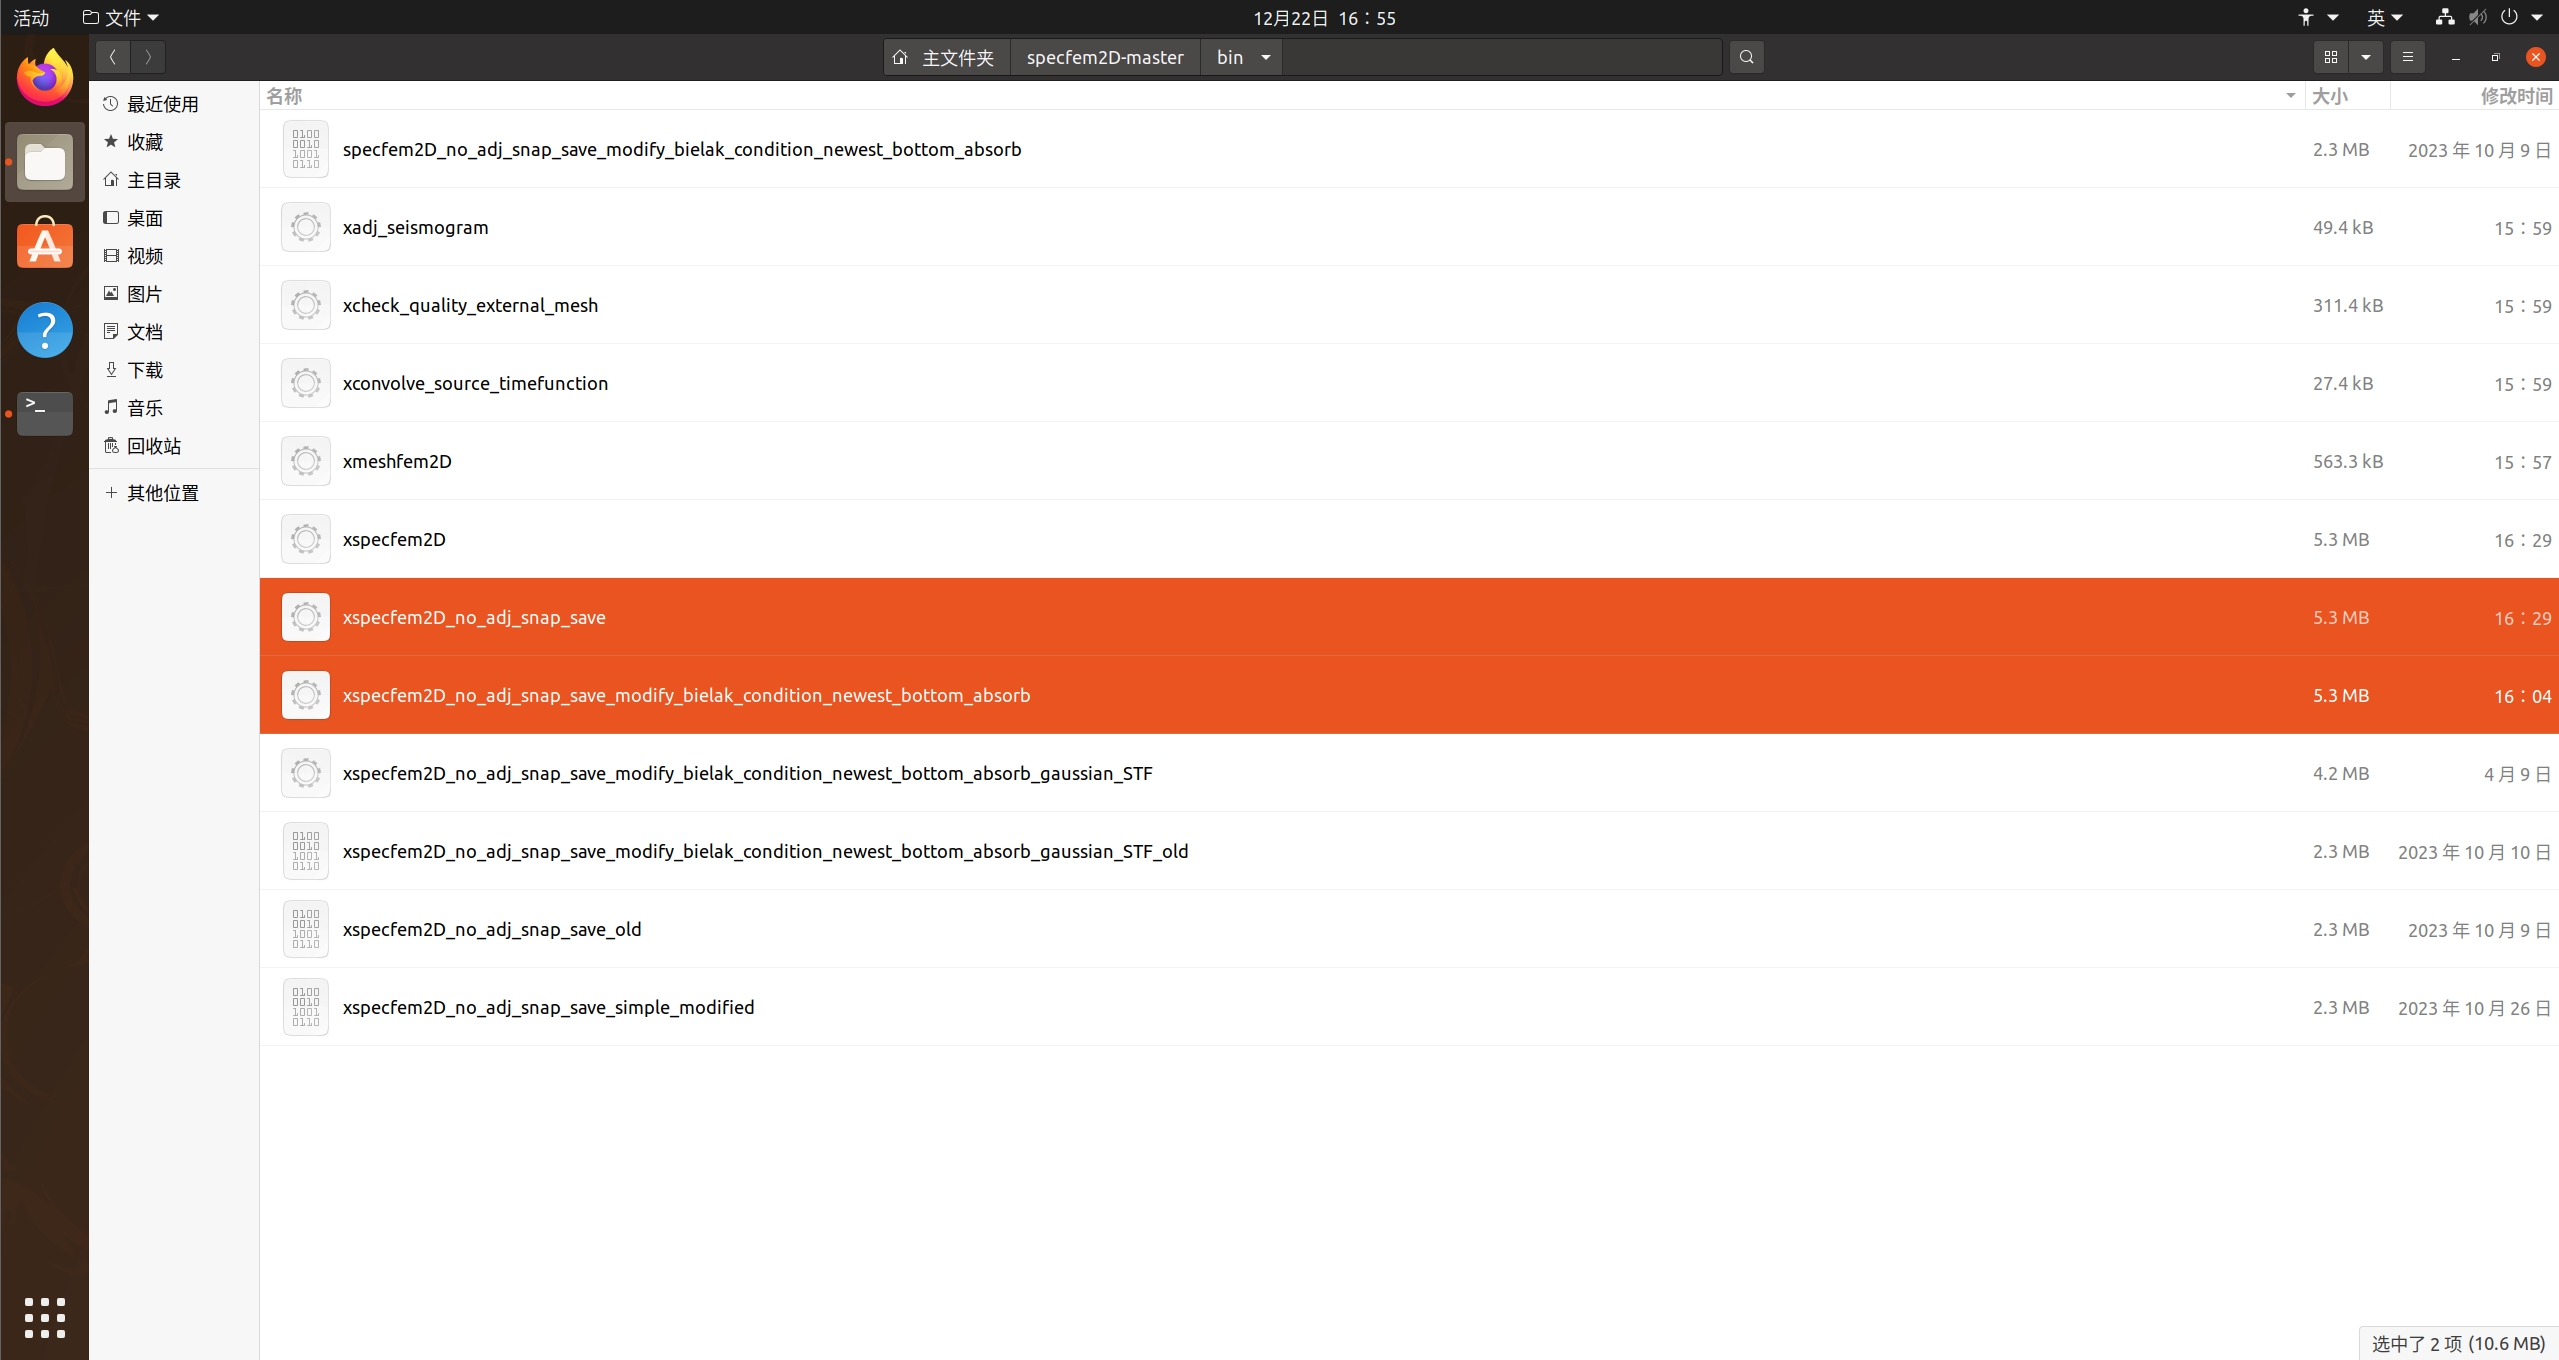 活动 文件 12月22日 16：55 英
主文件夹 specfem2D-master bin
最近使用
收藏
主目录
桌面
视频
图片
文档
下载
音乐
回收站
其他位置
名称 大小 修改时间
specfem2D_no_adj_snap_save_modify_bielak_condition_newest_bottom_absorb 2.3 MB 2023 年 10 月 9 日
xadj_seismogram 49.4 kB 15：59
xcheck_quality_external_mesh 311.4 kB 15：59
xconvolve_source_timefunction 27.4 kB 15：59
xmeshfem2D 563.3 kB 15：57
xspecfem2D 5.3 MB 16：29
xspecfem2D_no_adj_snap_save 5.3 MB 16：29
xspecfem2D_no_adj_snap_save_modify_bielak_condition_newest_bottom_absorb 5.3 MB 16：04
xspecfem2D_no_adj_snap_save_modify_bielak_condition_newest_bottom_absorb_gaussian_STF 4.2 MB 4 月 9 日
xspecfem2D_no_adj_snap_save_modify_bielak_condition_newest_bottom_absorb_gaussian_STF_old 2.3 MB 2023 年 10 月 10 日
xspecfem2D_no_adj_snap_save_old 2.3 MB 2023 年 10 月 9 日
xspecfem2D_no_adj_snap_save_simple_modified 2.3 MB 2023 年 10 月 26 日
选中了 2 项 (10.6 MB)